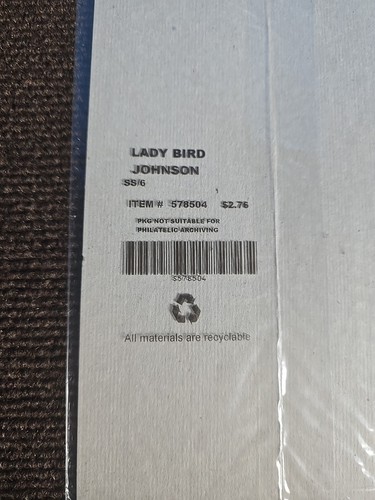 LADY BIRD
JOHNSON
SS/6
ITEM # 578504 $2.76
PKG NOT SUITABLE FOR
PHILATELIC ARCHIVING
S578504
All materials are recyclable